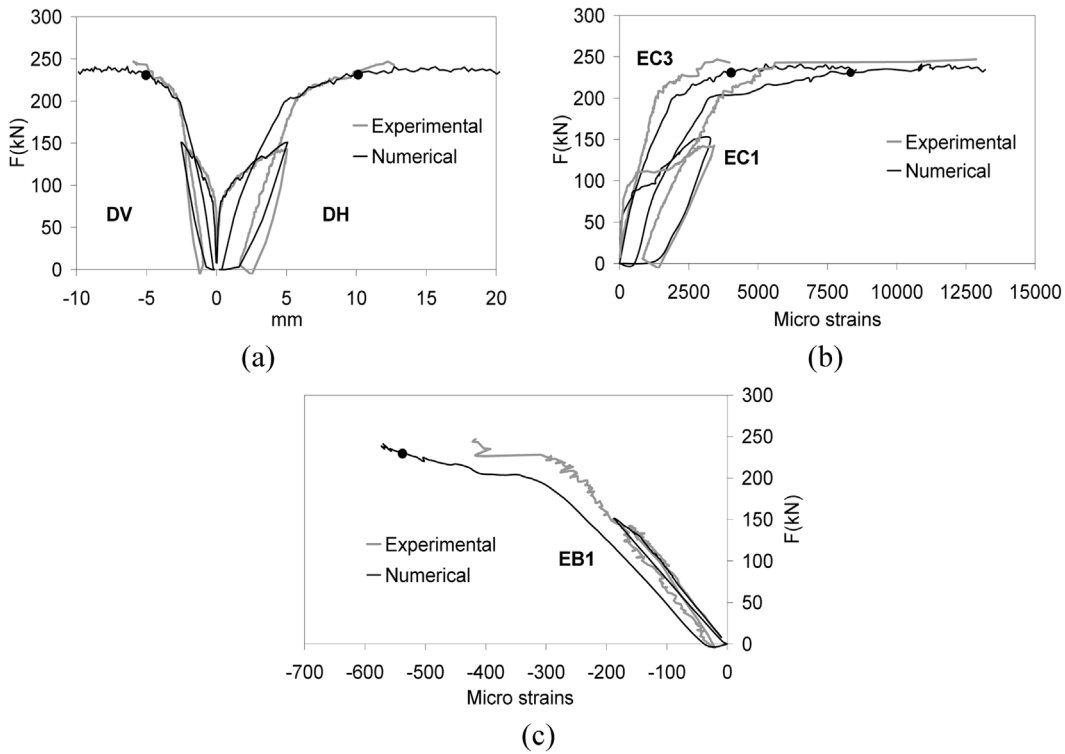 300
250
200
150
100
50
0
F(kN)
Experimental
Numerical
DV
DH
-10 -5 0 5 10 15 20
mm
(a)
300
250
200
150
100
50
0
F(kN)
EC3
Experimental
Numerical
EC1
0 2500 5000 7500 10000 12500 15000
Micro strains
(b)
300
250
200
150
100
50
0
F(kN)
Experimental
Numerical
EB1
-700 -600 -500 -400 -300 -200 -100 0
Micro strains
(c)